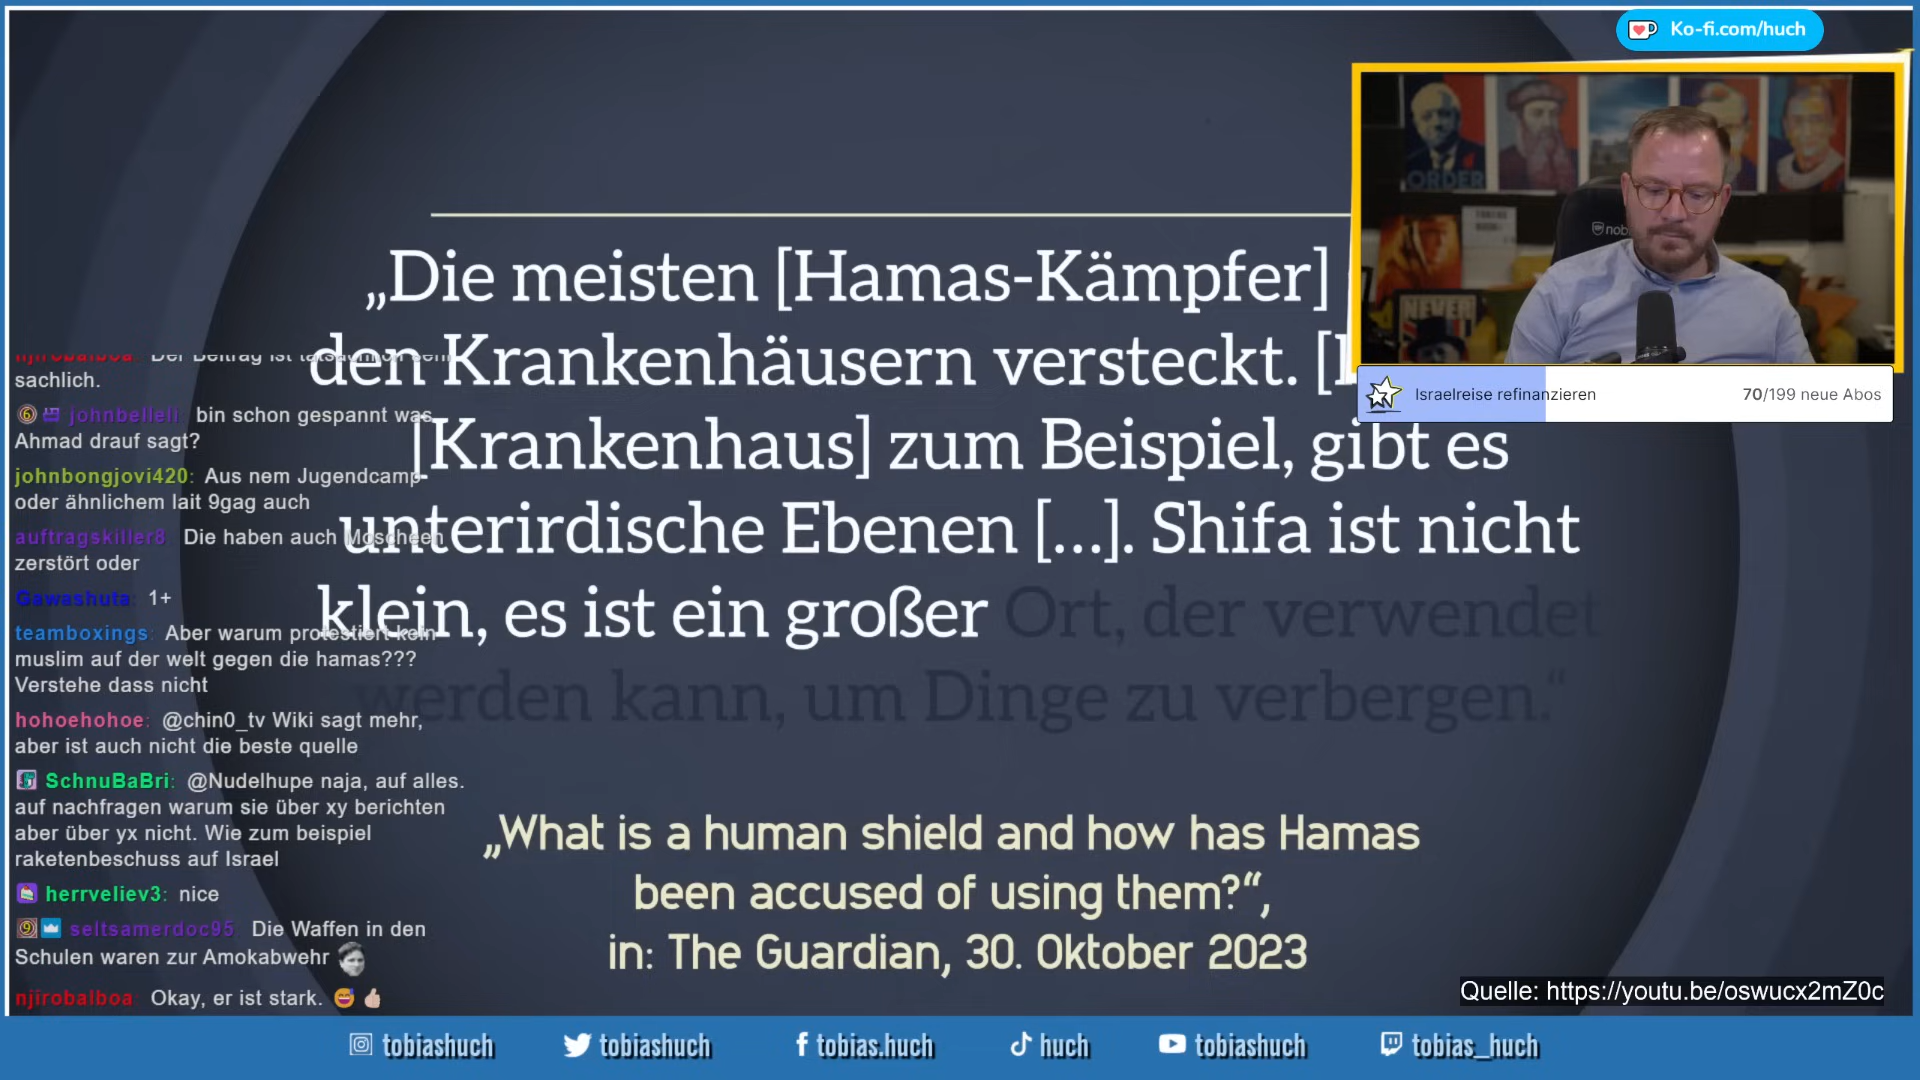 Ko-fi.com/huch
ORDER
NEVER
Israelreise refinanzieren
70/199 neue Abos
„Die meisten [Hamas-Kämpfer]
den Krankenhäusern versteckt.
[Krankenhaus] zum Beispiel, gibt es
unterirdische Ebenen [...]. Shifa ist nicht
klein, es ist ein großer Ort, der verwendet
werden kann, um Dinge zu verbergen.“
„What is a human shield and how has Hamas
been accused of using them?“,
in: The Guardian, 30. Oktober 2023
njirobalboa: Der Beitrag ist tatsächlich sehr
sachlich.
johnbelleli: bin schon gespannt was
Ahmad drauf sagt?
johnbongjovi420: Aus nem Jugendcamp
oder ähnlichem lait 9gag auch
auftragskiller8: Die haben auch Moscheen
zerstört oder
Gawashuta: 1+
teamboxings: Aber warum protestiert kein
muslim auf der welt gegen die hamas???
Verstehe dass nicht
hohoehohoe: @chin0_tv Wiki sagt mehr,
aber ist auch nicht die beste quelle
SchnuBaBri: @Nudelhupe naja, auf alles.
auf nachfragen warum sie über xy berichten
aber über yx nicht. Wie zum beispiel
raketenbeschuss auf Israel
herrveliev3: nice
seltsamerdoc95: Die Waffen in den
Schulen waren zur Amokabwehr
njirobalboa: Okay, er ist stark.
Quelle: https://youtu.be/oswucx2mZ0c
tobiashuch
tobiashuch
tobias.huch
huch
tobiashuch
tobias_huch